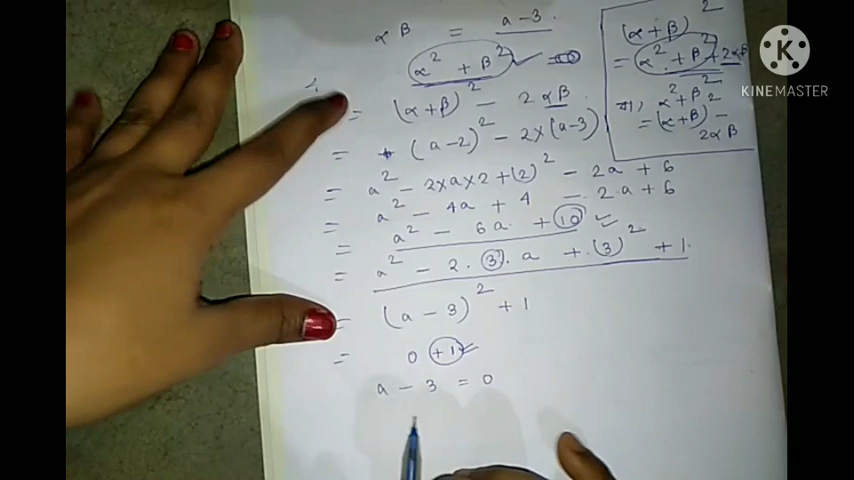 αβ = a-3
α² + β²
∴
= (α+β)² - 2αβ
= (a-2)² - 2×(a-3)
= a² - 2×a×2 + (2)² - 2a + 6
= a² - 4a + 4 - 2.a + 6
= a² - 6a + 10
= a² - 2.3.a + (3)² + 1
= (a-3)² + 1
= 0 + 1
a - 3 = 0
(α+β)²
= α² + β² + 2αβ
বা, α² + β²
= (α+β)² -
2αβ
KINEMASTER